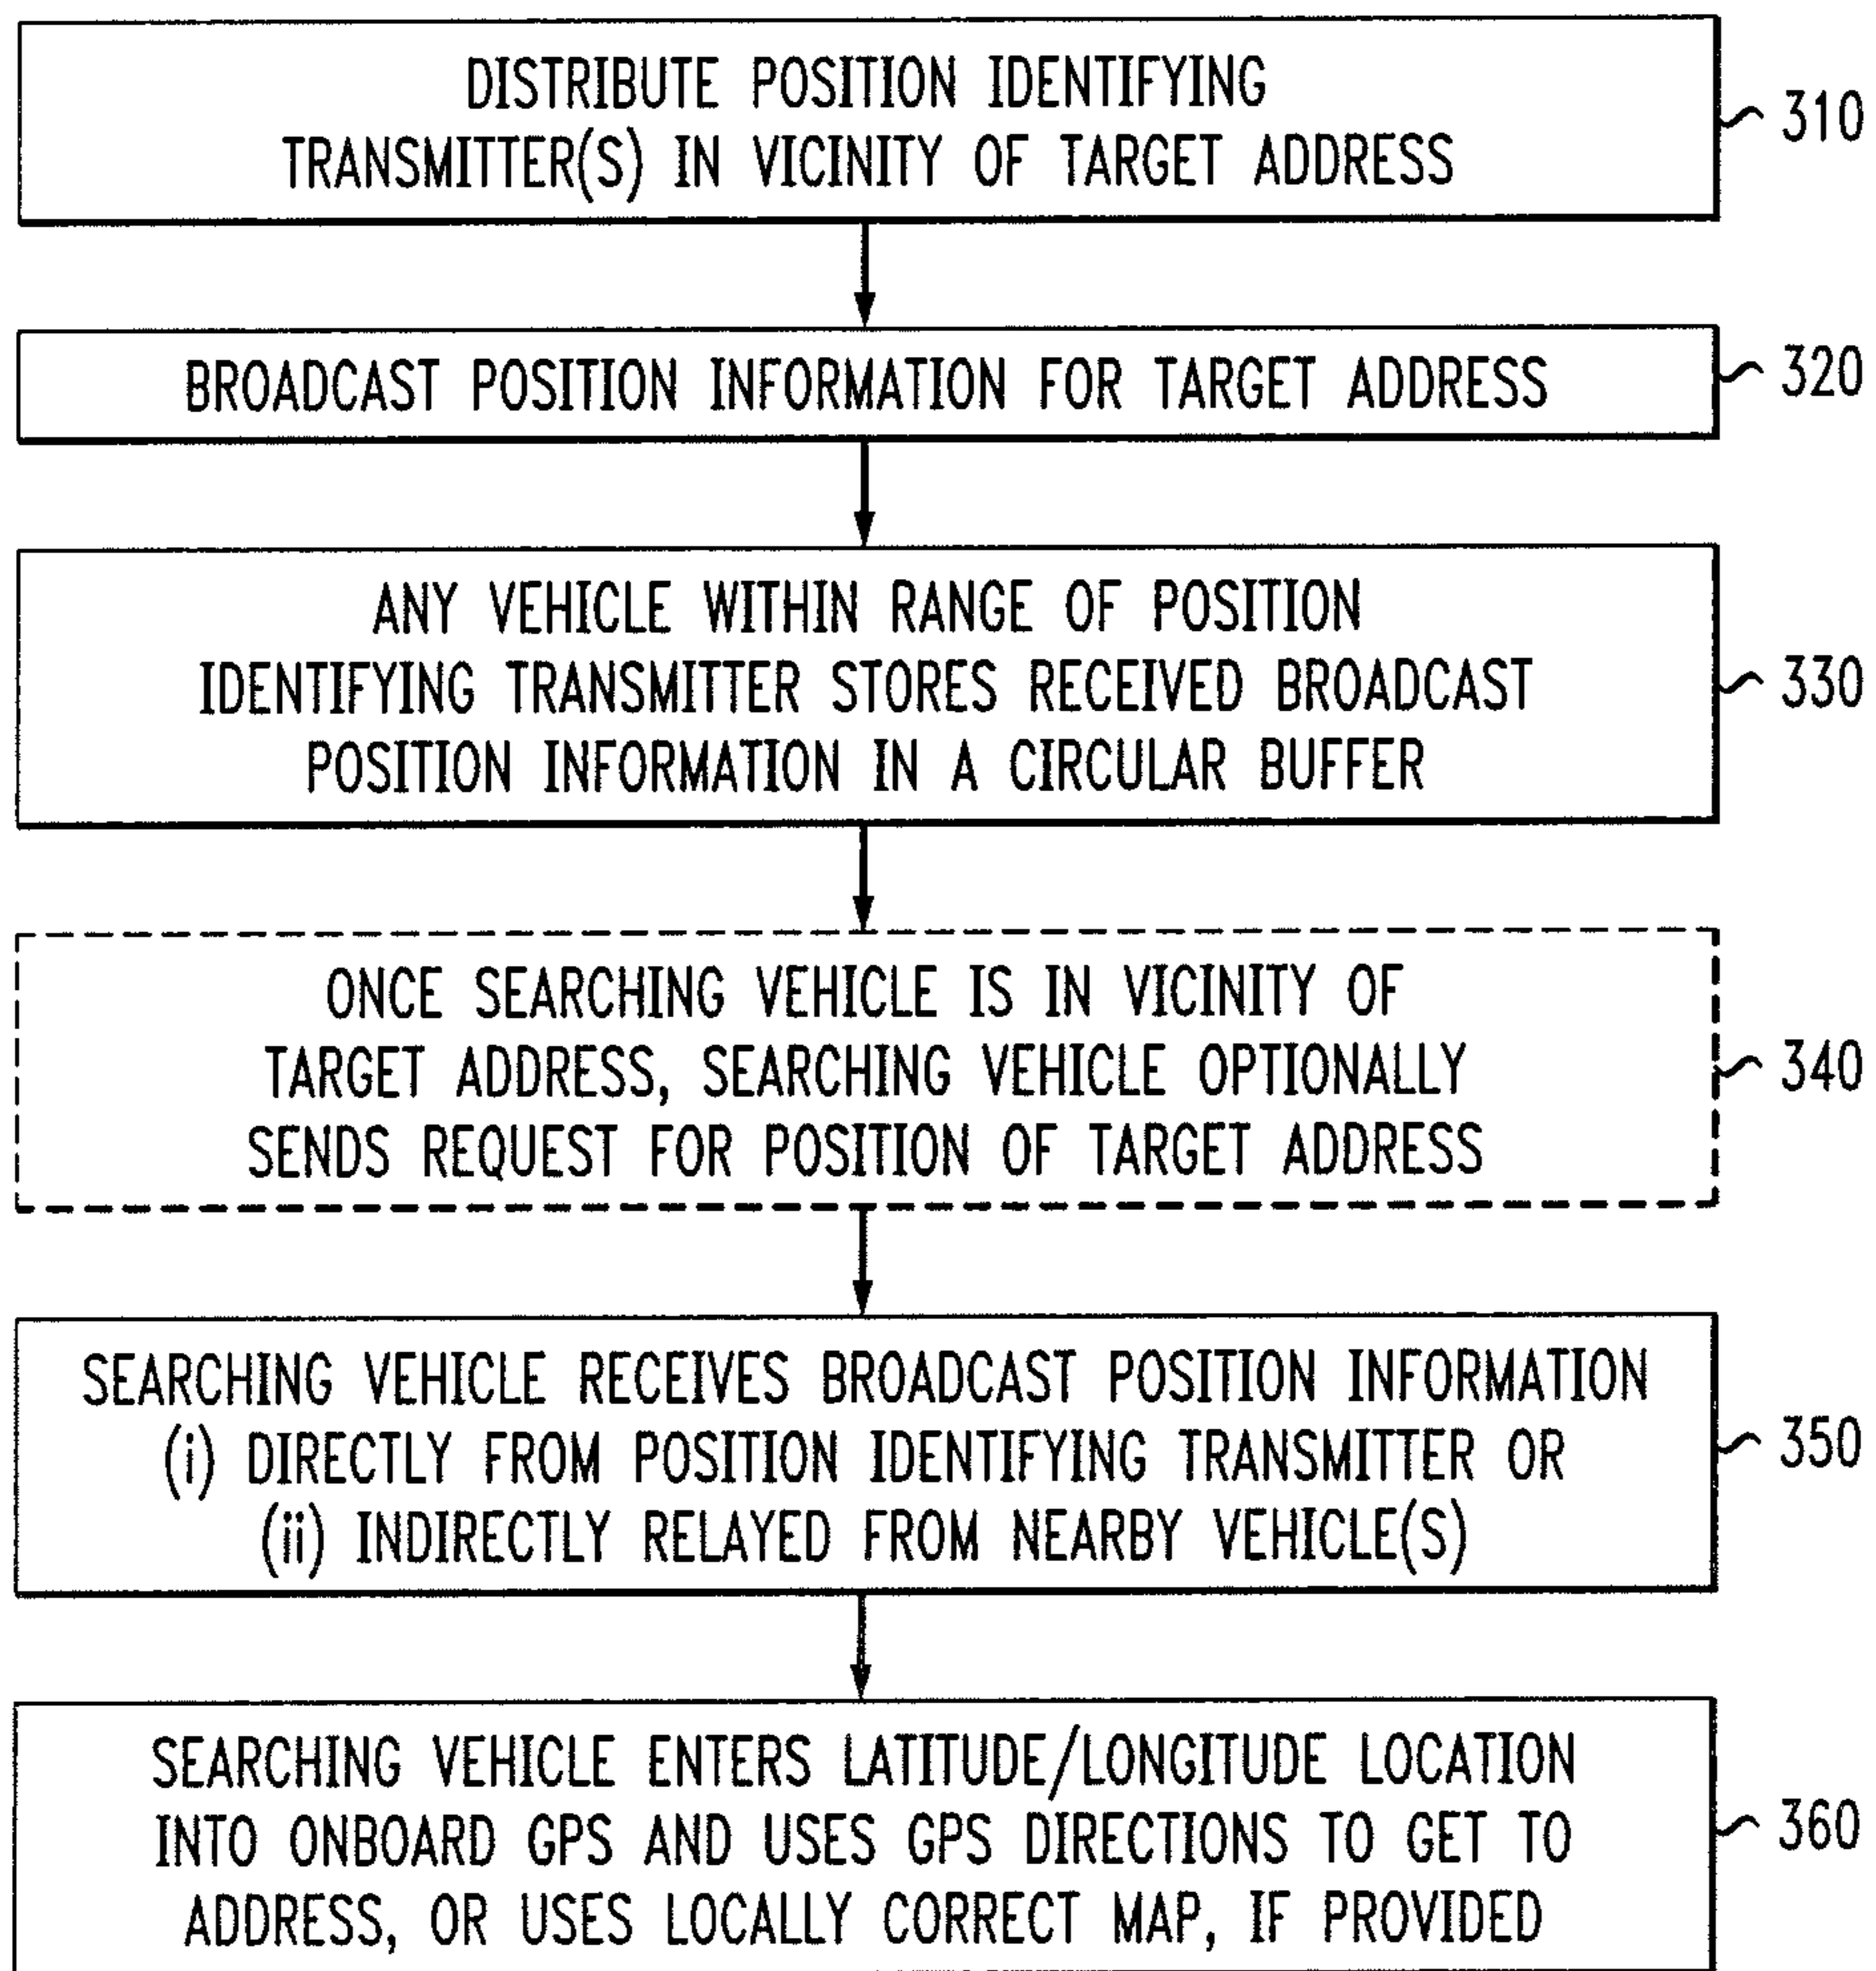 DISTRIBUTE POSITION IDENTIFYING
TRANSMITTER(S) IN VICINITY OF TARGET ADDRESS
310
BROADCAST POSITION INFORMATION FOR TARGET ADDRESS
320
ANY VEHICLE WITHIN RANGE OF POSITION
IDENTIFYING TRANSMITTER STORES RECEIVED BROADCAST
POSITION INFORMATION IN A CIRCULAR BUFFER
330
ONCE SEARCHING VEHICLE IS IN VICINITY OF
TARGET ADDRESS, SEARCHING VEHICLE OPTIONALLY
SENDS REQUEST FOR POSITION OF TARGET ADDRESS
340
SEARCHING VEHICLE RECEIVES BROADCAST POSITION INFORMATION
(i) DIRECTLY FROM POSITION IDENTIFYING TRANSMITTER OR
(ii) INDIRECTLY RELAYED FROM NEARBY VEHICLE(S)
350
SEARCHING VEHICLE ENTERS LATITUDE/LONGITUDE LOCATION
INTO ONBOARD GPS AND USES GPS DIRECTIONS TO GET TO
ADDRESS, OR USES LOCALLY CORRECT MAP, IF PROVIDED
360